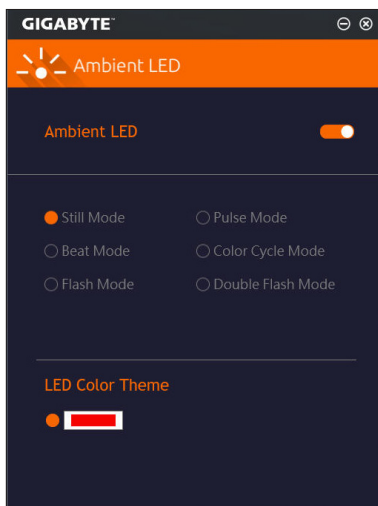 GIGABYTE™
Ambient LED
Ambient LED
Still Mode Pulse Mode
Beat Mode Color Cycle Mode
Flash Mode Double Flash Mode
LED Color Theme